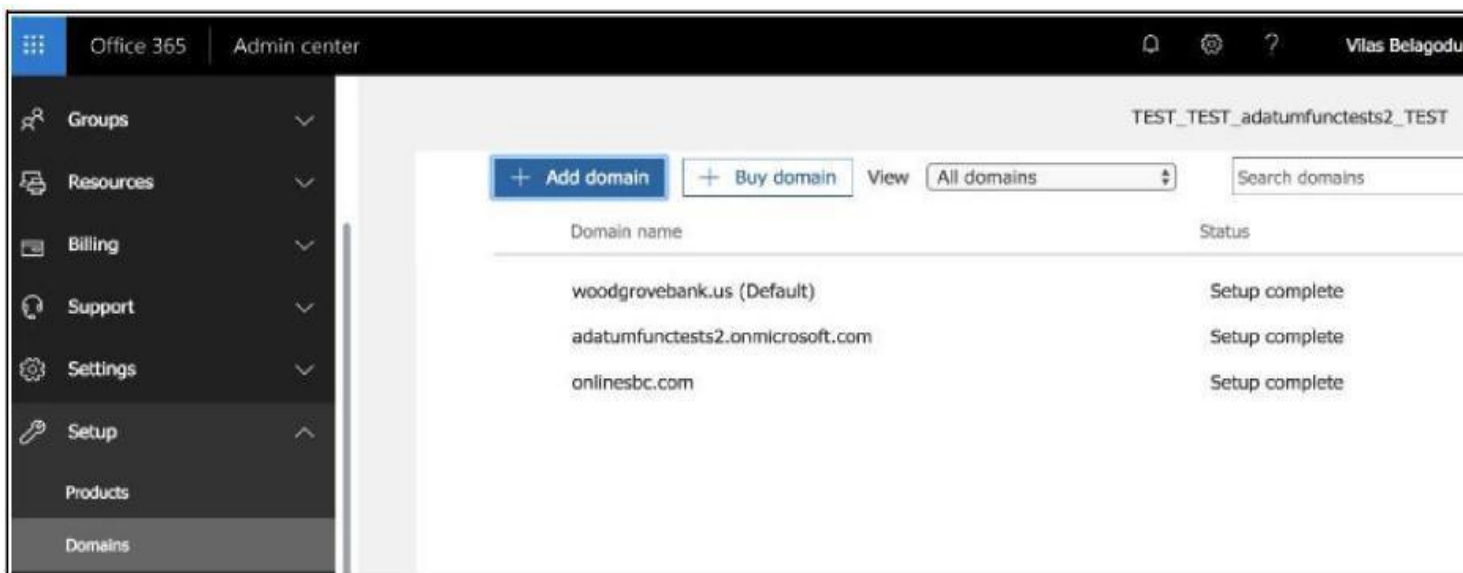 Office 365 Admin center ? Vilas Belagodu
Groups
Resources
Billing
Support
Settings
Setup
Products
Domains
TEST_TEST_adatumfunctests2_TEST
+ Add domain + Buy domain View All domains Search domains
Domain name Status
woodgrovebank.us (Default) Setup complete
adatumfunctests2.onmicrosoft.com Setup complete
onlinesbc.com Setup complete